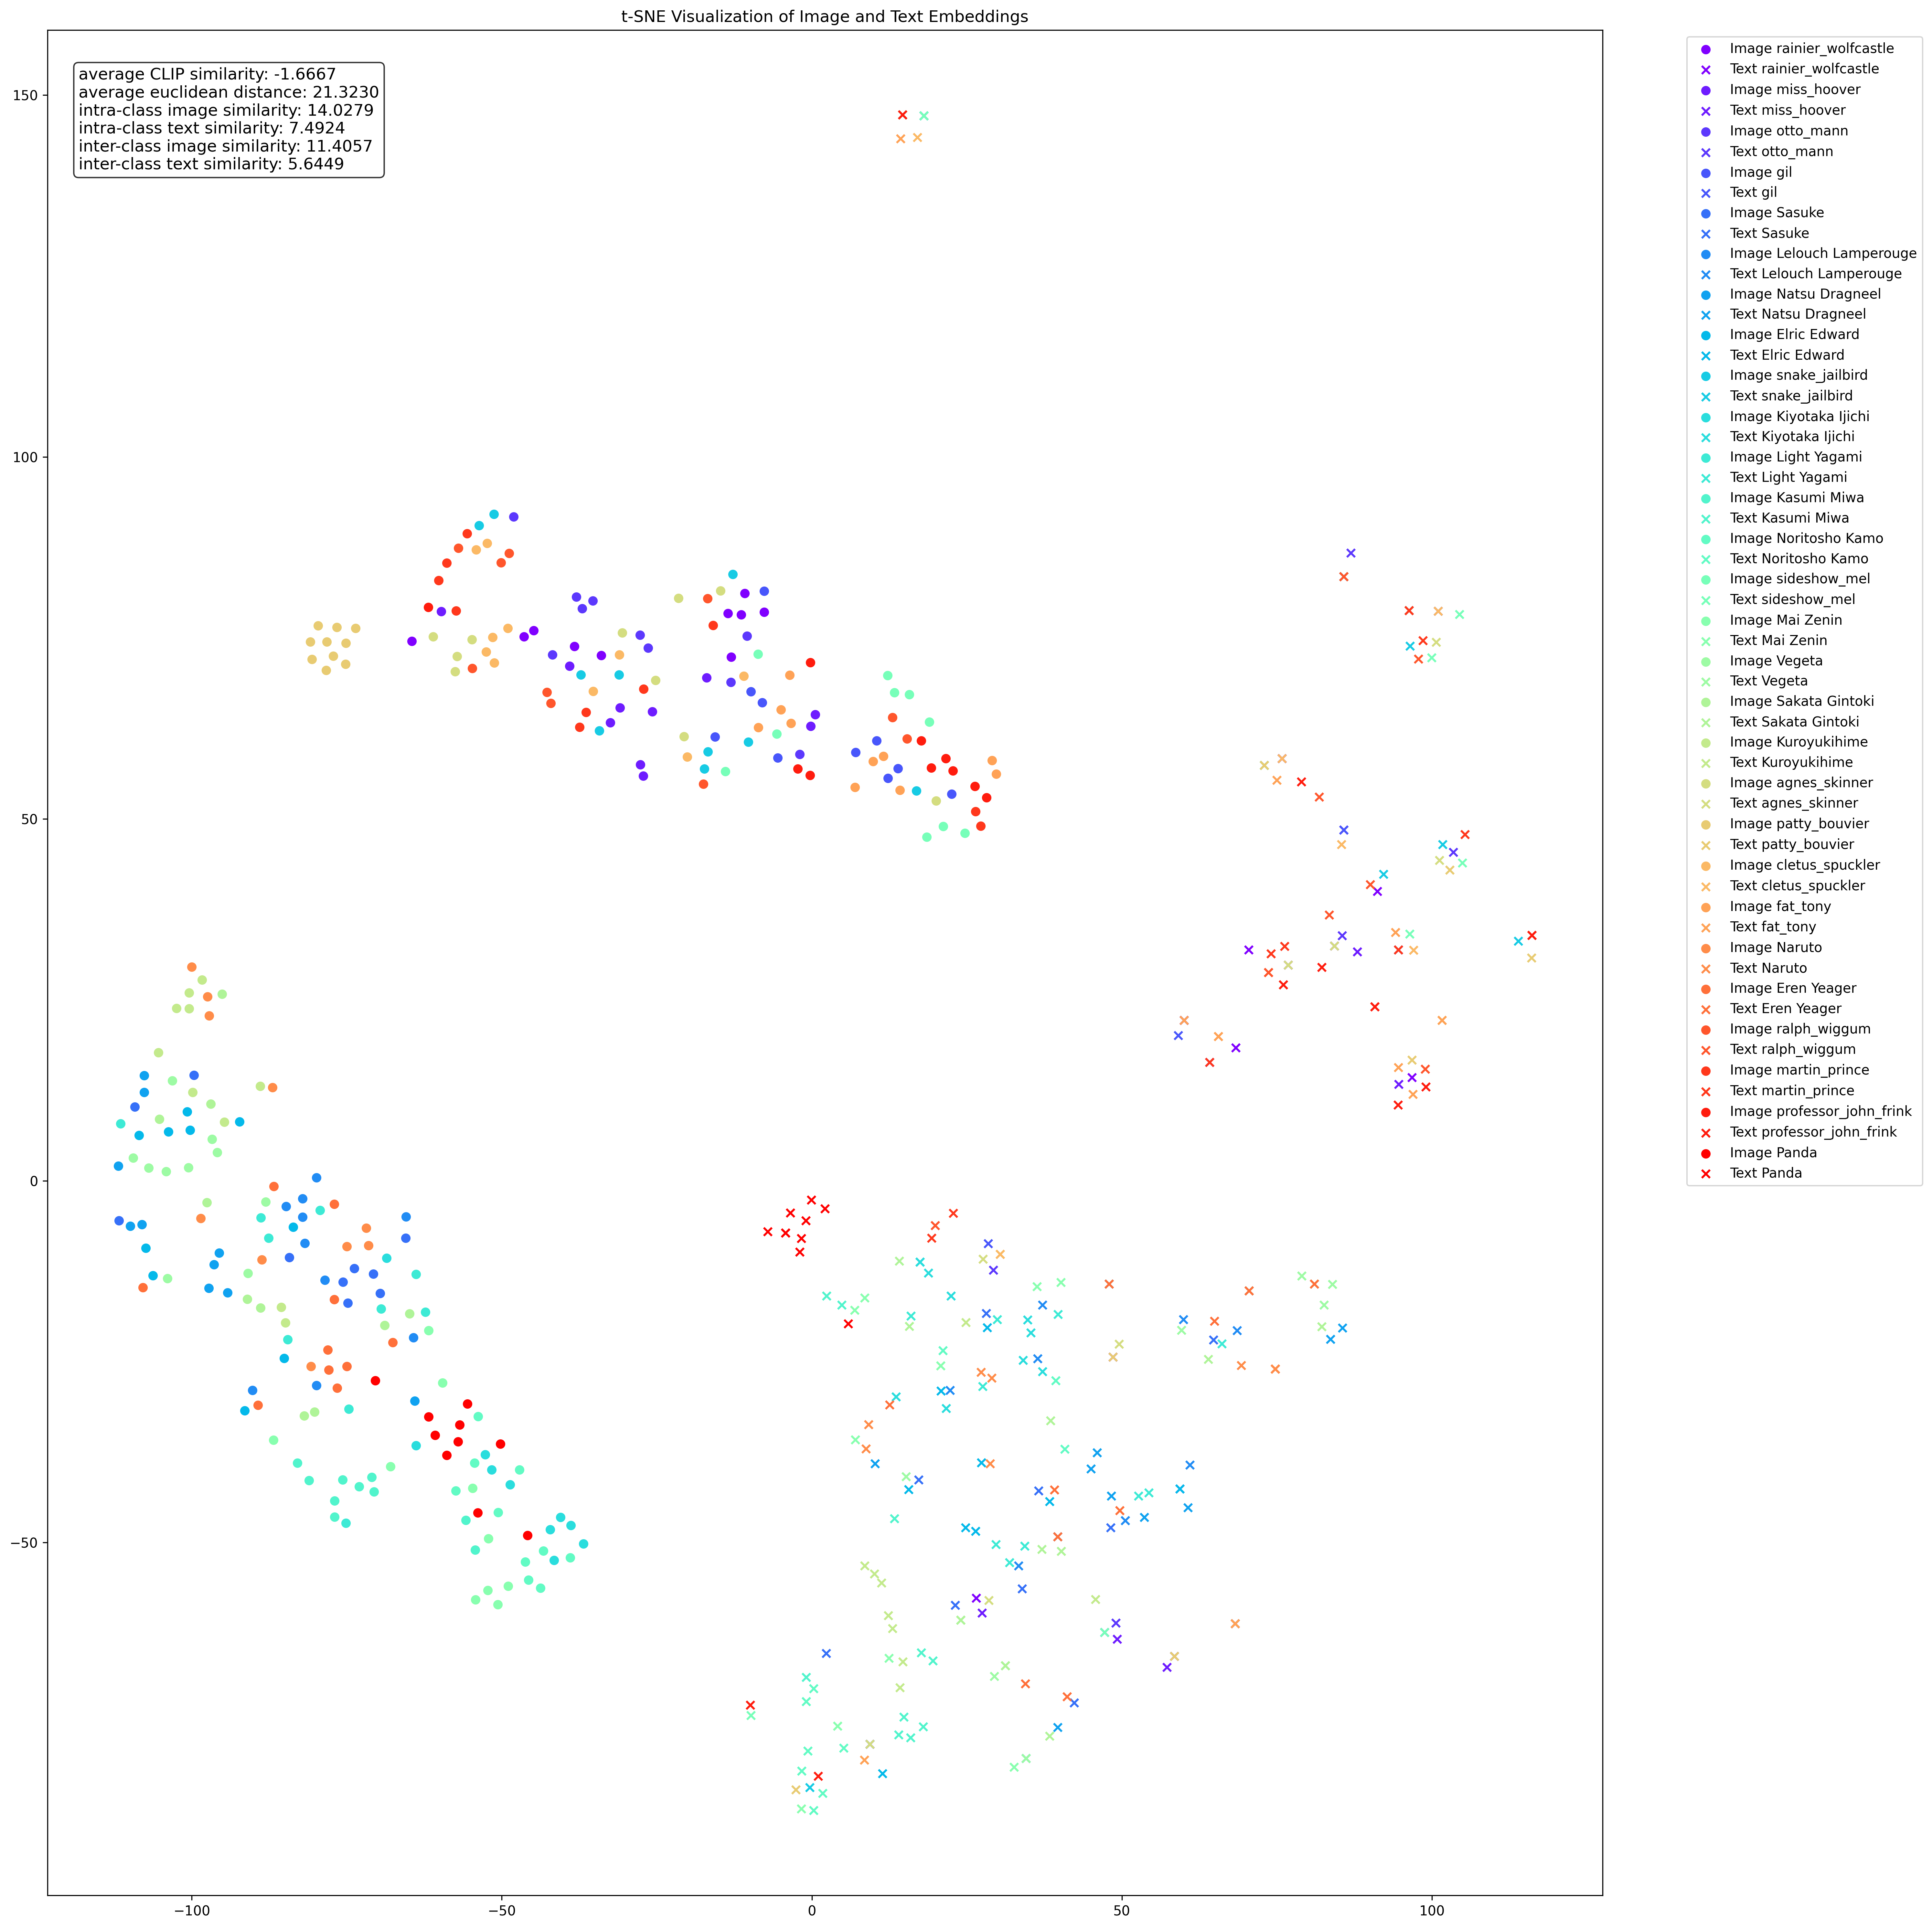 t-SNE Visualization of Image and Text Embeddings
average CLIP similarity: -1.6667
average euclidean distance: 21.3230
intra-class image similarity: 14.0279
intra-class text similarity: 7.4924
inter-class image similarity: 11.4057
inter-class text similarity: 5.6449
150
100
50
0
−50
−100
−50
0
50
100
Image rainier_wolfcastle
Text rainier_wolfcastle
Image miss_hoover
Text miss_hoover
Image otto_mann
Text otto_mann
Image gil
Text gil
Image Sasuke
Text Sasuke
Image Lelouch Lamperouge
Text Lelouch Lamperouge
Image Natsu Dragneel
Text Natsu Dragneel
Image Elric Edward
Text Elric Edward
Image snake_jailbird
Text snake_jailbird
Image Kiyotaka Ijichi
Text Kiyotaka Ijichi
Image Light Yagami
Text Light Yagami
Image Kasumi Miwa
Text Kasumi Miwa
Image Noritosho Kamo
Text Noritosho Kamo
Image sideshow_mel
Text sideshow_mel
Image Mai Zenin
Text Mai Zenin
Image Vegeta
Text Vegeta
Image Sakata Gintoki
Text Sakata Gintoki
Image Kuroyukihime
Text Kuroyukihime
Image agnes_skinner
Text agnes_skinner
Image patty_bouvier
Text patty_bouvier
Image cletus_spuckler
Text cletus_spuckler
Image fat_tony
Text fat_tony
Image Naruto
Text Naruto
Image Eren Yeager
Text Eren Yeager
Image ralph_wiggum
Text ralph_wiggum
Image martin_prince
Text martin_prince
Image professor_john_frink
Text professor_john_frink
Image Panda
Text Panda